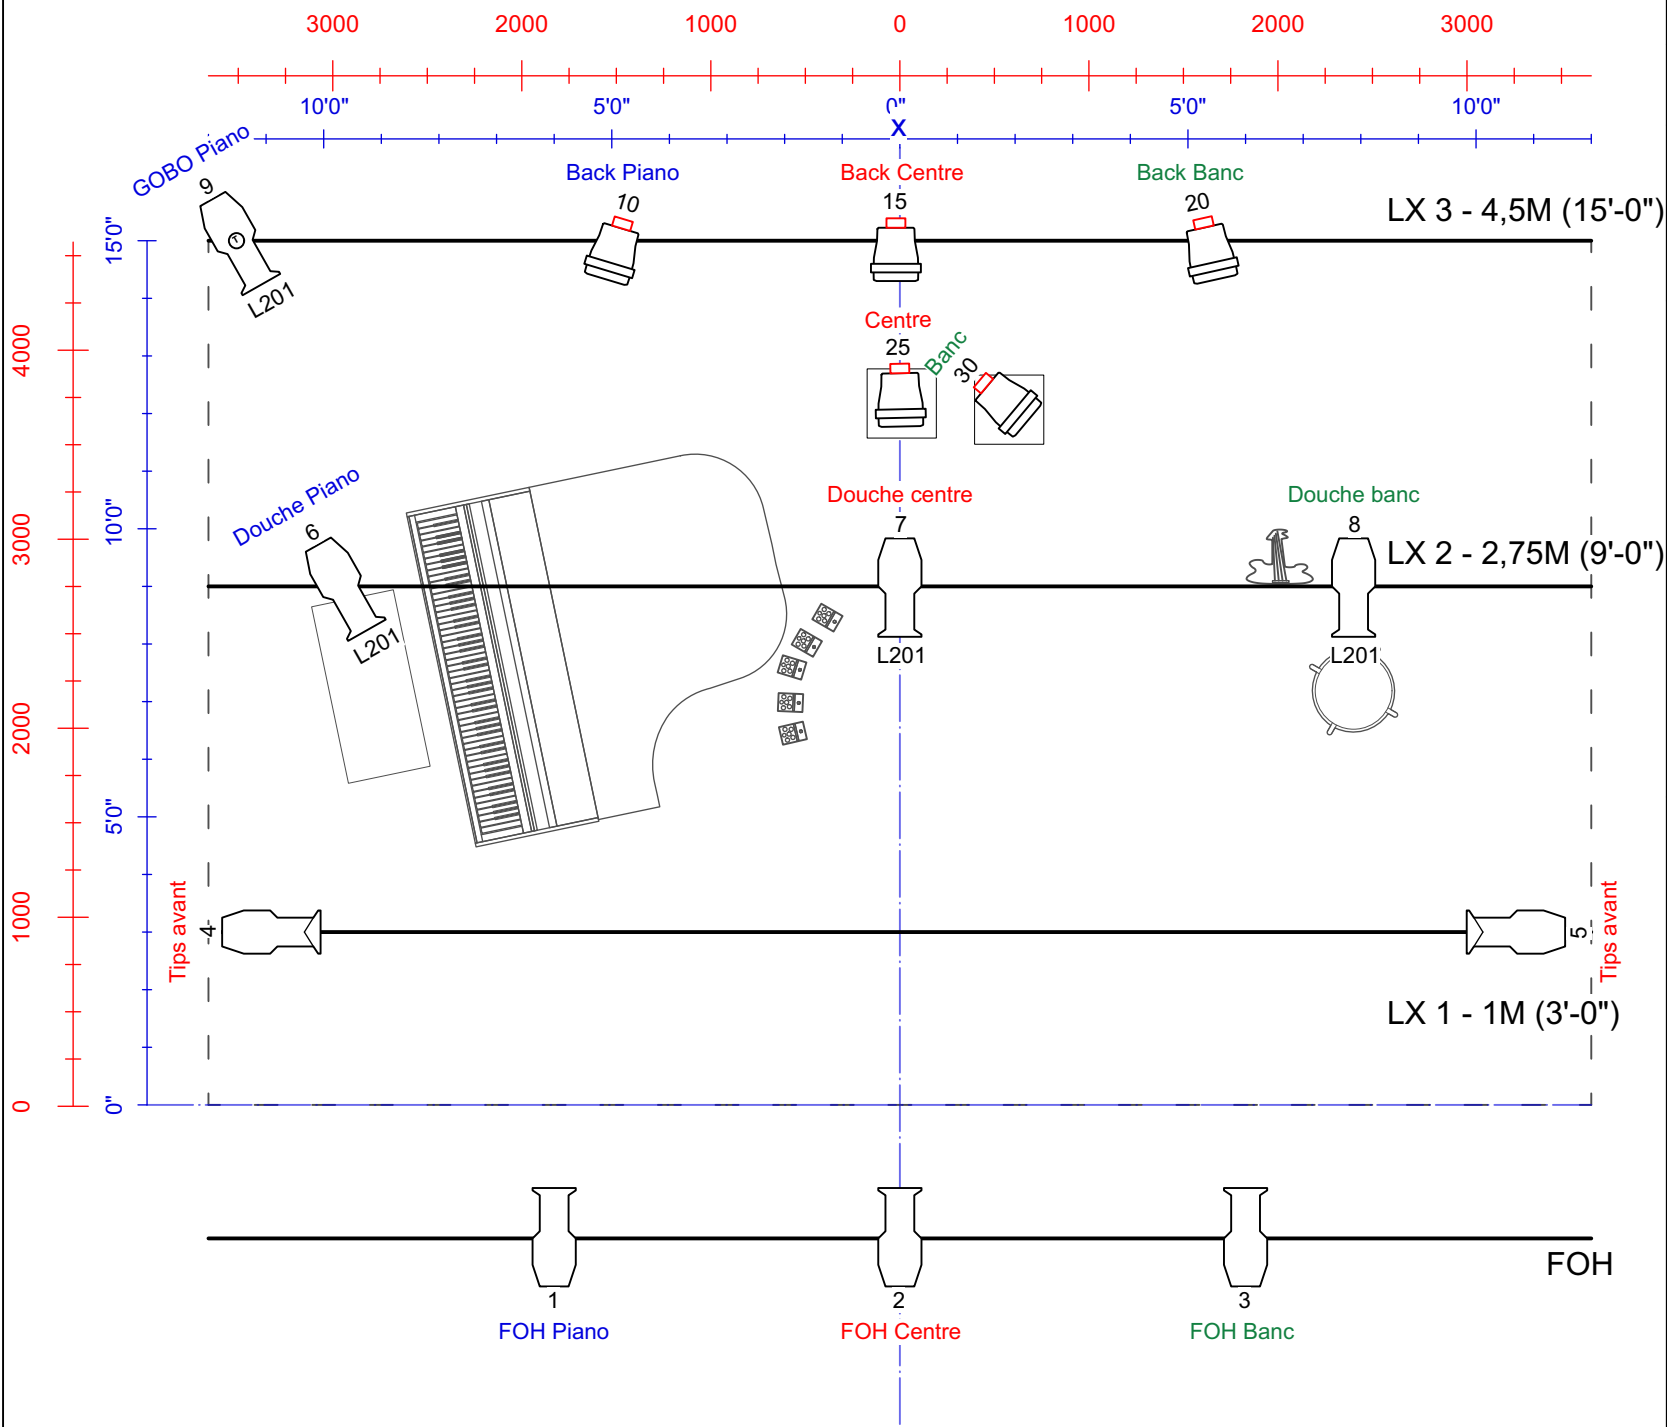 3000 2000 1000 0 1000 2000 3000
10'0" 5'0" 0" 5'0" 10'0"
X
GOBO Piano
9
Back Piano
10
Back Centre
15
Back Banc
20
LX 3 - 4,5M (15'-0")
T
L201
15'0"
Centre
25
Banc
30
4000
Douche Piano
6
Douche centre
7
Douche banc
8
LX 2 - 2,75M (9'-0")
10'0"
3000
L201
L201
L201
2000
5'0"
1000
Tips avant
4
5
Tips avant
LX 1 - 1M (3'-0")
0
0"
FOH
1
2
3
FOH Piano
FOH Centre
FOH Banc